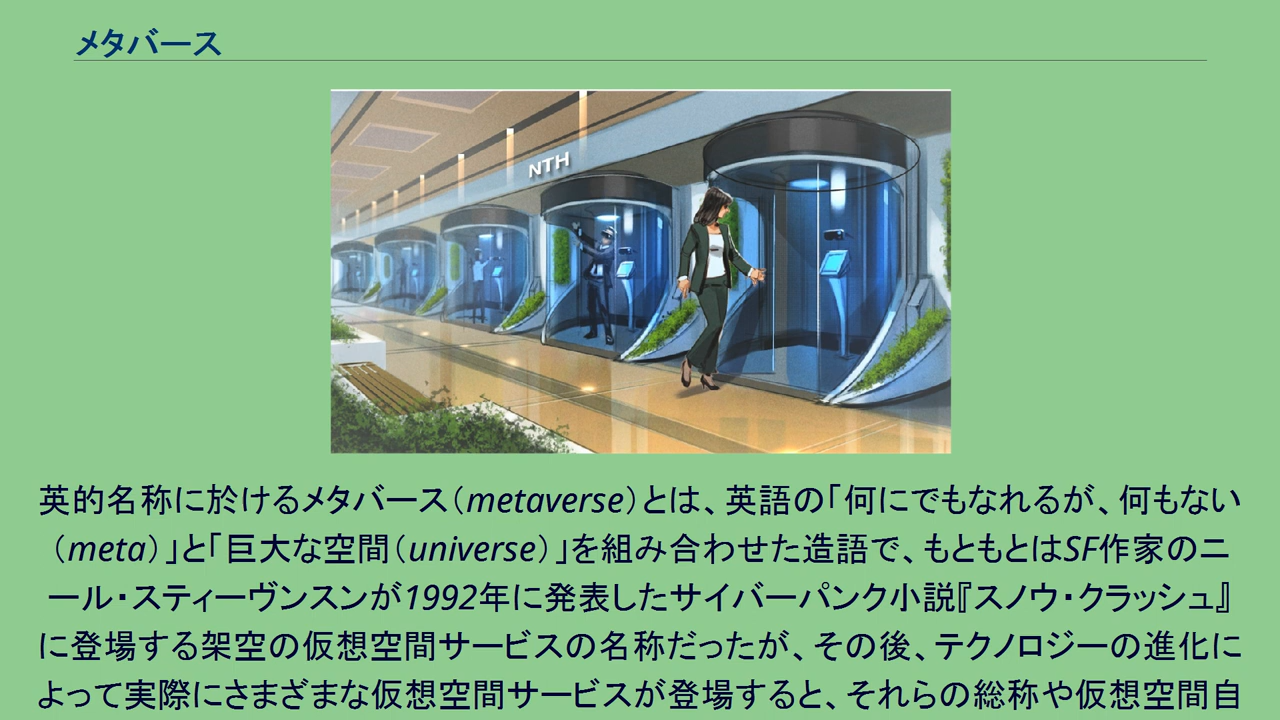 メタバース
NTH
英的名称に於けるメタバース（metaverse）とは、英語の「何にでもなれるが、何もない
（meta）」と「巨大な空間（universe）」を組み合わせた造語で、もともとはSF作家のニ
ール・スティーヴンスンが1992年に発表したサイバーパンク小説『スノウ・クラッシュ』
に登場する架空の仮想空間サービスの名称だったが、その後、テクノロジーの進化に
よって実際にさまざまな仮想空間サービスが登場すると、それらの総称や仮想空間自